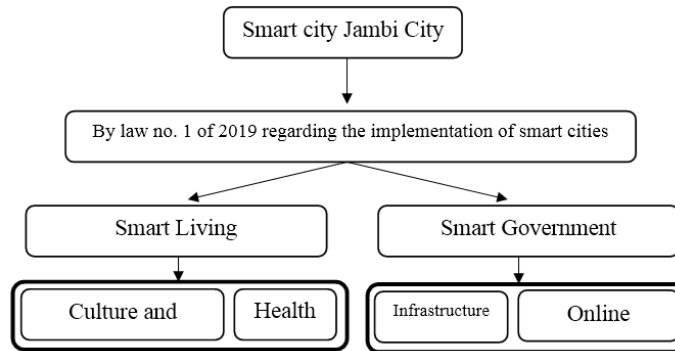 Smart city Jambi City
By law no. 1 of 2019 regarding the implementation of smart cities
Smart Living
Smart Government
Culture and
Health
Infrastructure
Online